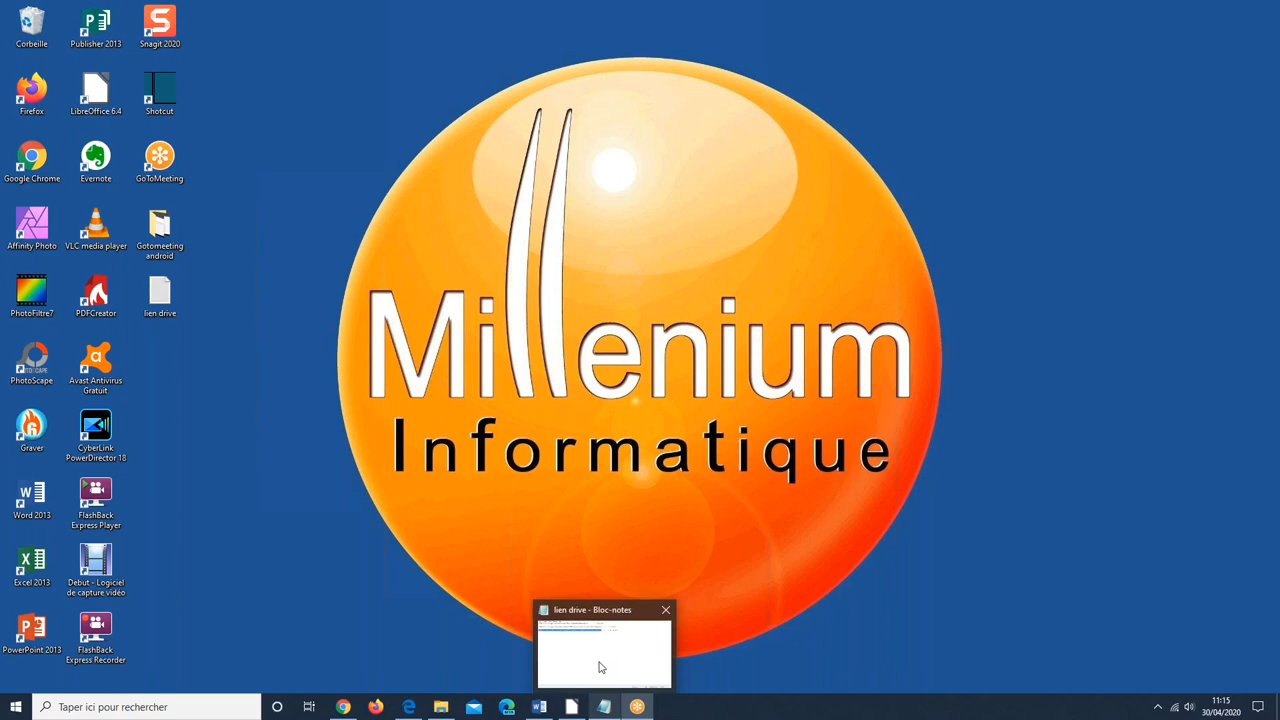 Corbeille
Publisher 2013
Snagit 2020
Firefox
LibreOffice 6.4
Shotcut
Google Chrome
Evernote
GoToMeeting
Affinity Photo
VLC media player
Gotomeeting
android
PhotoFiltre7
PDFCreator
lien drive
PhotoScape
Avast Antivirus
Gratuit
Graver
CyberLink
PowerDirector 18
Word 2013
FlashBack
Express Player
Excel 2013
Debut - Logiciel
de capture vidéo
PowerPoint 2013
FlashBack
Express Recorder
Millenium
Informatique
lien drive - Bloc-notes
Taper ici pour rechercher
11:15
30/04/2020